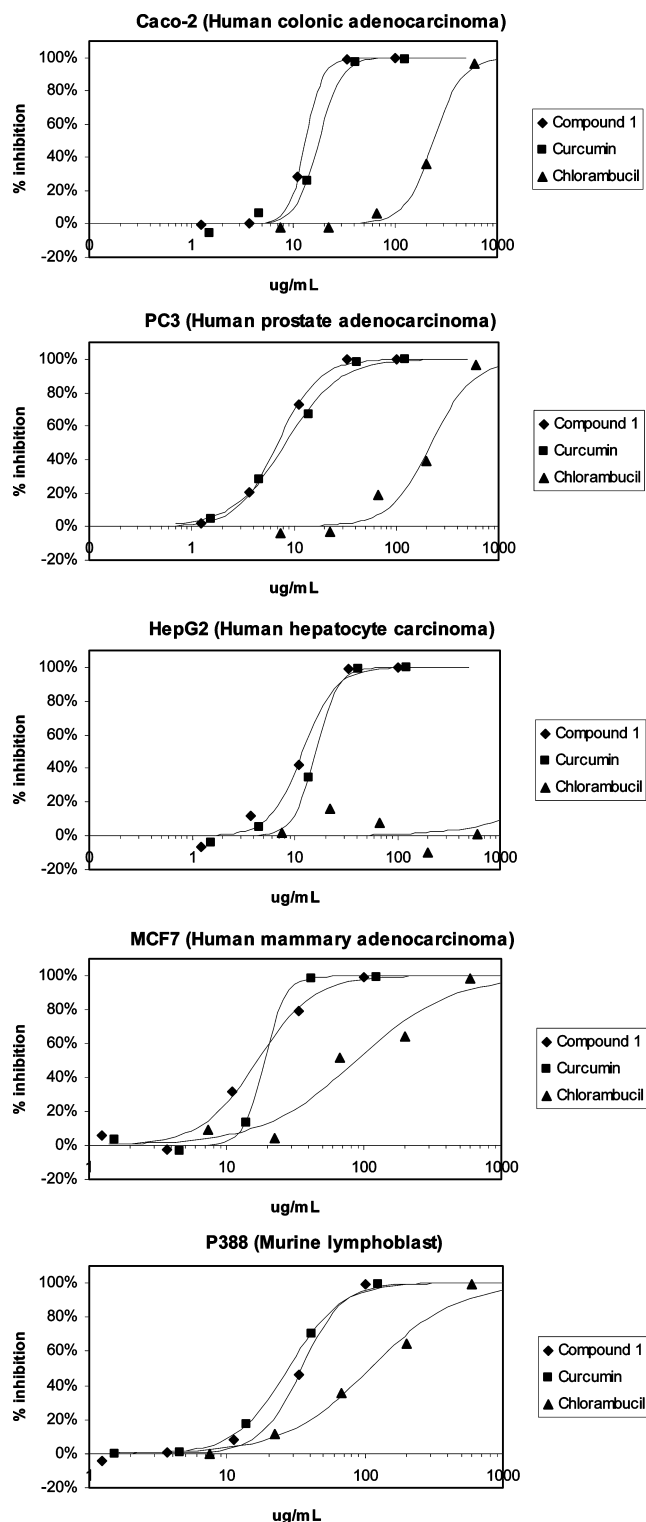 Caco-2 (Human colonic adenocarcinoma)
100%
80%
60%
40%
20%
0%
-20%
% inhibition
0 1 10 100 1000
ug/mL
Compound 1
Curcumin
Chlorambucil
PC3 (Human prostate adenocarcinoma)
100%
80%
60%
40%
20%
0%
-20%
% inhibition
0 1 10 100 1000
ug/mL
Compound 1
Curcumin
Chlorambucil
HepG2 (Human hepatocyte carcinoma)
100%
80%
60%
40%
20%
0%
-20%
% inhibition
0 1 10 100 1000
ug/mL
Compound 1
Curcumin
Chlorambucil
MCF7 (Human mammary adenocarcinoma)
100%
80%
60%
40%
20%
0%
-20%
% inhibition
1 10 100 1000
ug/mL
Compound 1
Curcumin
Chlorambucil
P388 (Murine lymphoblast)
100%
80%
60%
40%
20%
0%
-20%
% inhibition
1 10 100 1000
ug/mL
Compound 1
Curcumin
Chlorambucil